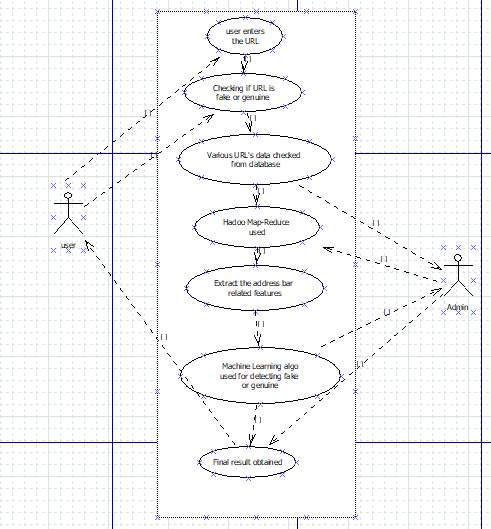 user enters
the URL
{ }
Checking if URL is
fake or genuine
{ }
{ }
{ }
Various URL's data checked
from database
{ }
user
{ }
Hadoo Map-Reduce
used
{ }
{ }
Extract the address bar
related features
Admin
{ }
{ }
{ }
{ }
Machine Learning algo
used for detecting fake
or genuine
{ }
Final result obtained